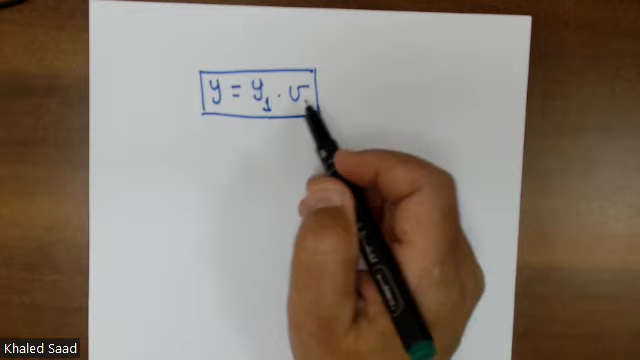 y = y₁ · v
Khaled Saad